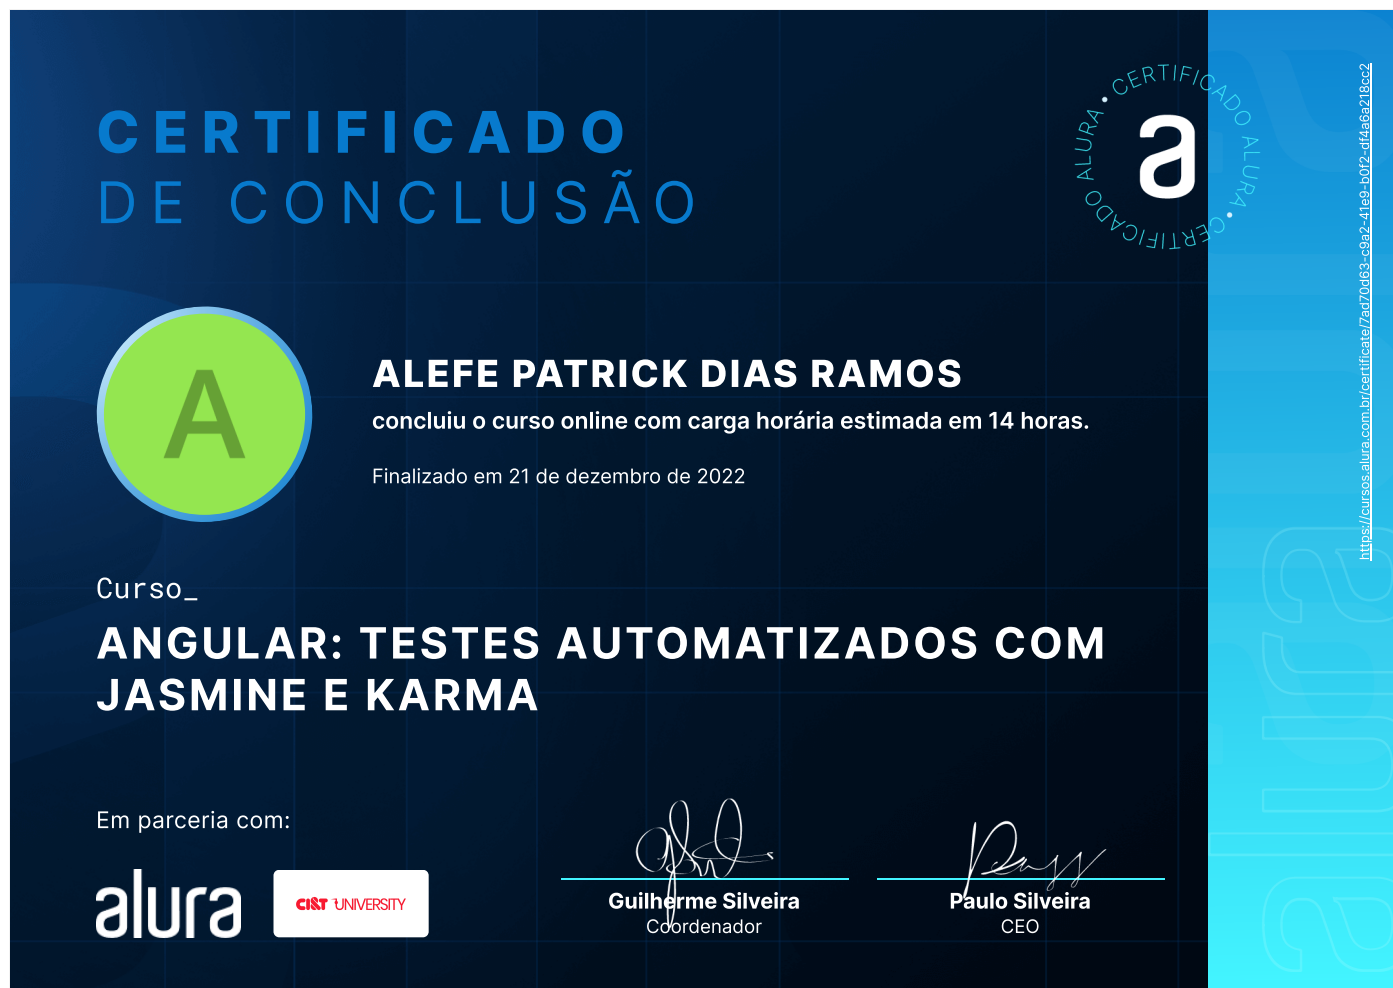 CERTIFICADO
DE CONCLUSÃO
CERTIFICADO ALURA • CERTIFICADO ALURA •
a
https://cursos.alura.com.br/certificate/7ad70d63-c9a2-41e9-b0f2-df4a6a218cc2
A
ALEFE PATRICK DIAS RAMOS
concluiu o curso online com carga horária estimada em 14 horas.
Finalizado em 21 de dezembro de 2022
Curso_
ANGULAR: TESTES AUTOMATIZADOS COM
JASMINE E KARMA
Em parceria com:
alura
CI&T UNIVERSITY
Guilherme Silveira
Coordenador
Paulo Silveira
CEO
alura